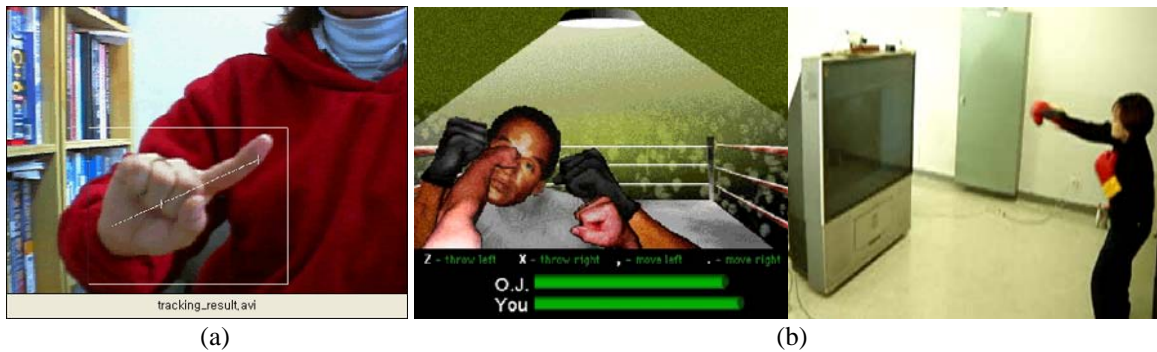 tracking_result.avi
Z - throw left X - throw right , - move left . - move right
O.J.
You
(a)
(b)